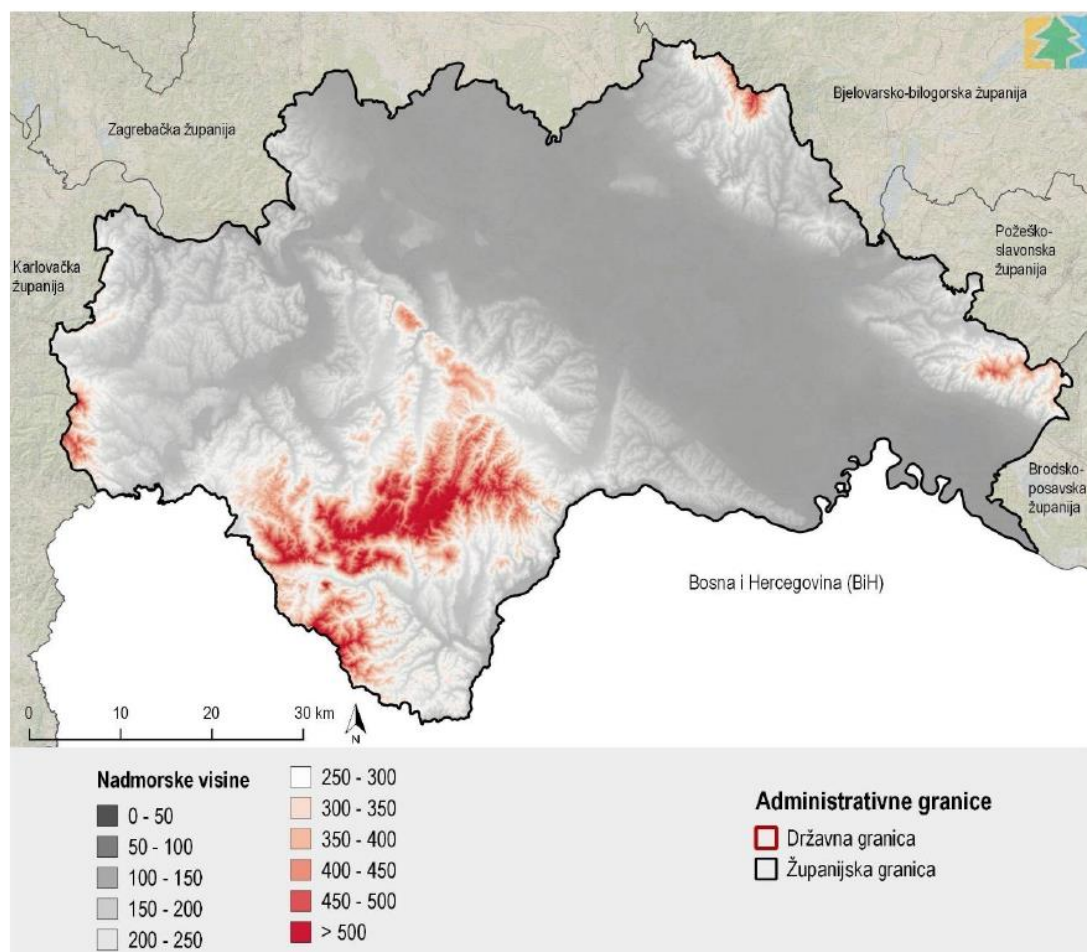 Bjelovarsko-bilogorska županija
Zagrebačka županija
Požeško-
slavonska
županija
Karlovačka
županija
Brodsko-
posavska
županija
Bosna i Hercegovina (BiH)
0 10 20 30 km
N
Nadmorske visine
0 - 50
50 - 100
100 - 150
150 - 200
200 - 250
250 - 300
300 - 350
350 - 400
400 - 450
450 - 500
> 500
Administrativne granice
Državna granica
Županijska granica